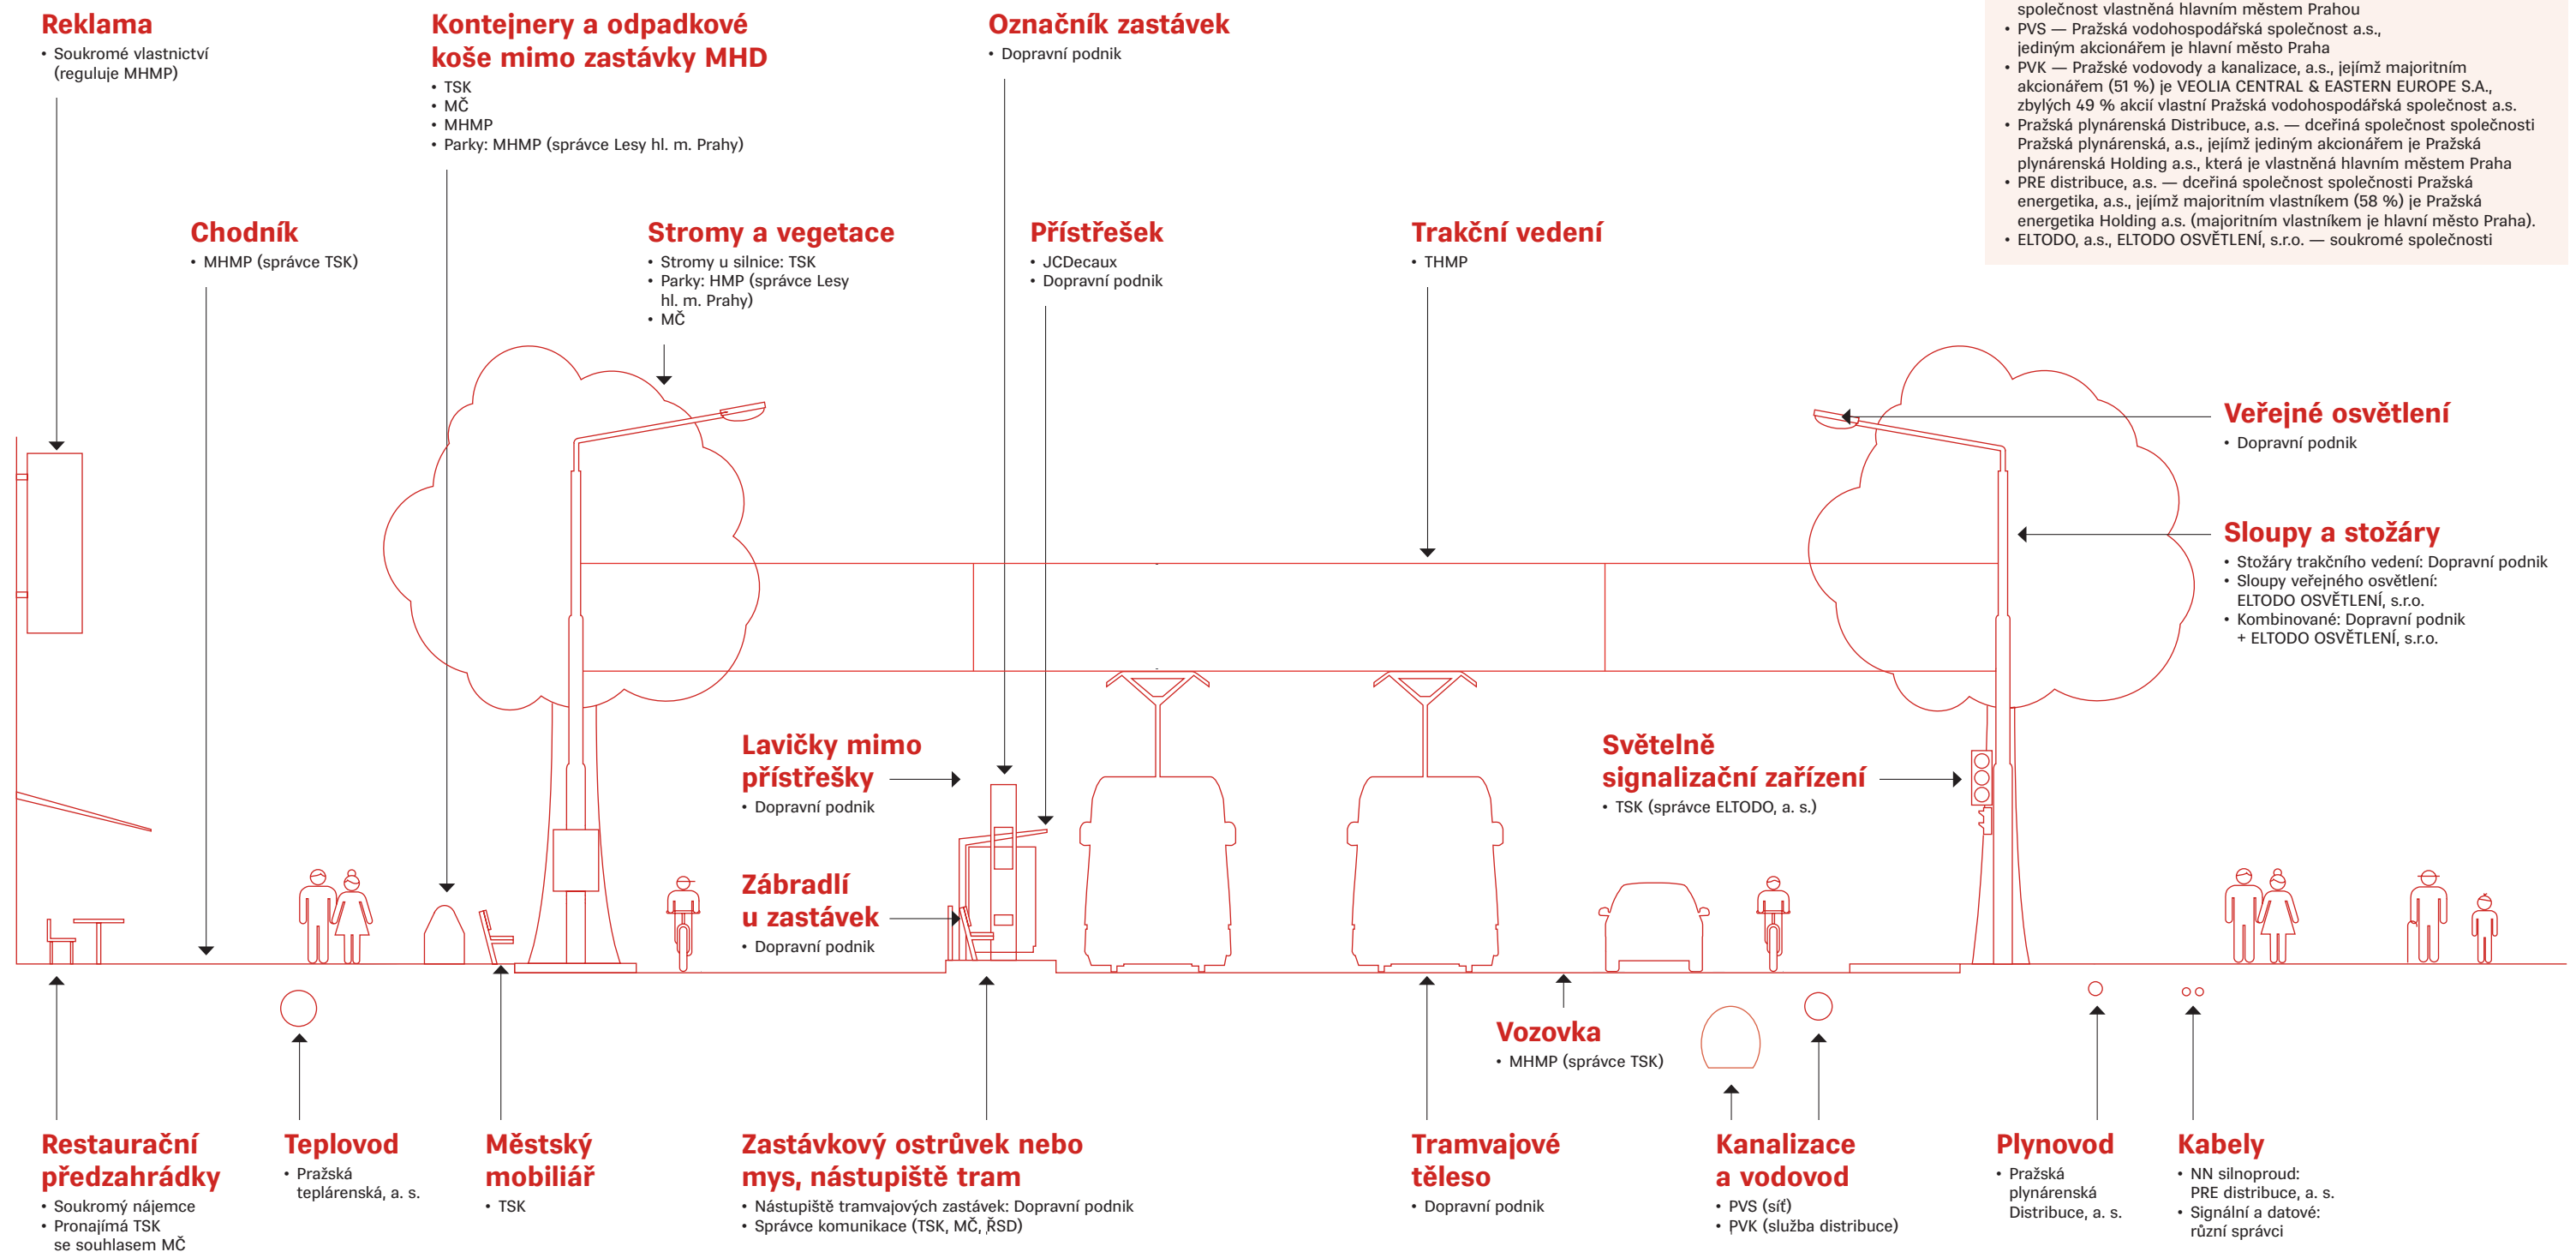 Reklama
• Soukromé vlastnictví
(reguluje MHMP)
Kontejnery a odpadkové
koše mimo zastávky MHD
• TSK
• MČ
• MHMP
• Parky: MHMP (správce Lesy hl. m. Prahy)
Označník zastávek
• Dopravní podnik
společnost vlastněná hlavním městem Prahou
• PVS — Pražská vodohospodářská společnost a.s.,
jediným akcionářem je hlavní město Praha
• PVK — Pražské vodovody a kanalizace, a.s., jejímž majoritním
akcionářem (51 %) je VEOLIA CENTRAL & EASTERN EUROPE S.A.,
zbylých 49 % akcií vlastní Pražská vodohospodářská společnost a.s.
• Pražská plynárenská Distribuce, a.s. — dceřiná společnost společnosti
Pražská plynárenská, a.s., jejímž jediným akcionářem je Pražská
plynárenská Holding a.s., která je vlastněná hlavním městem Praha
• PRE distribuce, a.s. — dceřiná společnost společnosti Pražská
energetika, a.s., jejímž majoritním vlastníkem (58 %) je Pražská
energetika Holding a.s. (majoritním vlastníkem je hlavní město Praha).
• ELTODO, a.s., ELTODO OSVĚTLENÍ, s.r.o. — soukromé společnosti
Chodník
• MHMP (správce TSK)
Stromy a vegetace
• Stromy u silnice: TSK
• Parky: HMP (správce Lesy
hl. m. Prahy)
• MČ
Přístřešek
• JCDecaux
• Dopravní podnik
Trakční vedení
• THMP
Veřejné osvětlení
• Dopravní podnik
Sloupy a stožáry
• Stožáry trakčního vedení: Dopravní podnik
• Sloupy veřejného osvětlení:
ELTODO OSVĚTLENÍ, s.r.o.
• Kombinované: Dopravní podnik
+ ELTODO OSVĚTLENÍ, s.r.o.
Lavičky mimo
přístřešky
• Dopravní podnik
Světelně
signalizační zařízení
• TSK (správce ELTODO, a. s.)
Zábradlí
u zastávek
• Dopravní podnik
Vozovka
• MHMP (správce TSK)
Restaurační
předzahrádky
• Soukromý nájemce
• Pronajímá TSK
se souhlasem MČ
Teplovod
• Pražská
teplárenská, a. s.
Městský
mobiliář
• TSK
Zastávkový ostrůvek nebo
mys, nástupiště tram
• Nástupiště tramvajových zastávek: Dopravní podnik
• Správce komunikace (TSK, MČ, ŘSD)
Tramvajové
těleso
• Dopravní podnik
Kanalizace
a vodovod
• PVS (síť)
• PVK (služba distribuce)
Plynovod
• Pražská
plynárenská
Distribuce, a. s.
Kabely
• NN silnoproud:
PRE distribuce, a. s.
• Signální a datové:
různí správci